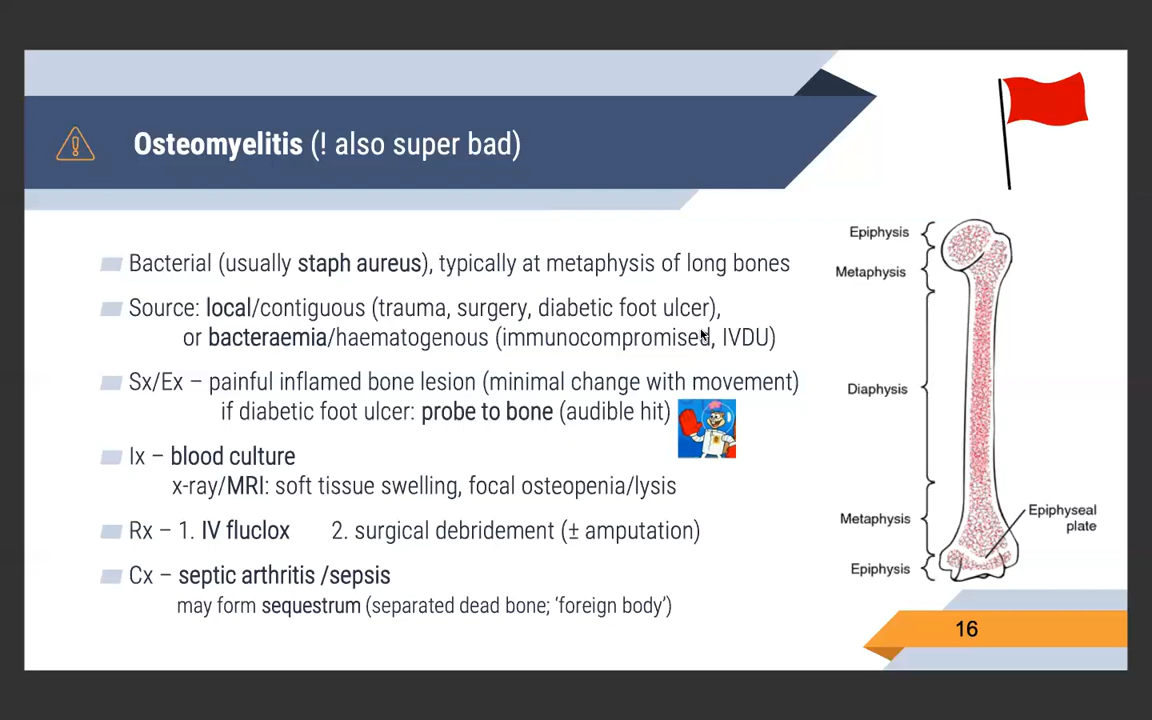 Osteomyelitis (! also super bad)
Bacterial (usually staph aureus), typically at metaphysis of long bones
Source: local/contiguous (trauma, surgery, diabetic foot ulcer),
or bacteraemia/haematogenous (immunocompromised, IVDU)
Sx/Ex – painful inflamed bone lesion (minimal change with movement)
if diabetic foot ulcer: probe to bone (audible hit)
Ix – blood culture
x-ray/MRI: soft tissue swelling, focal osteopenia/lysis
Rx – 1. IV fluclox 2. surgical debridement (± amputation)
Cx – septic arthritis /sepsis
may form sequestrum (separated dead bone; ‘foreign body’)
Epiphysis
Metaphysis
Diaphysis
Metaphysis
Epiphyseal
plate
Epiphysis
16